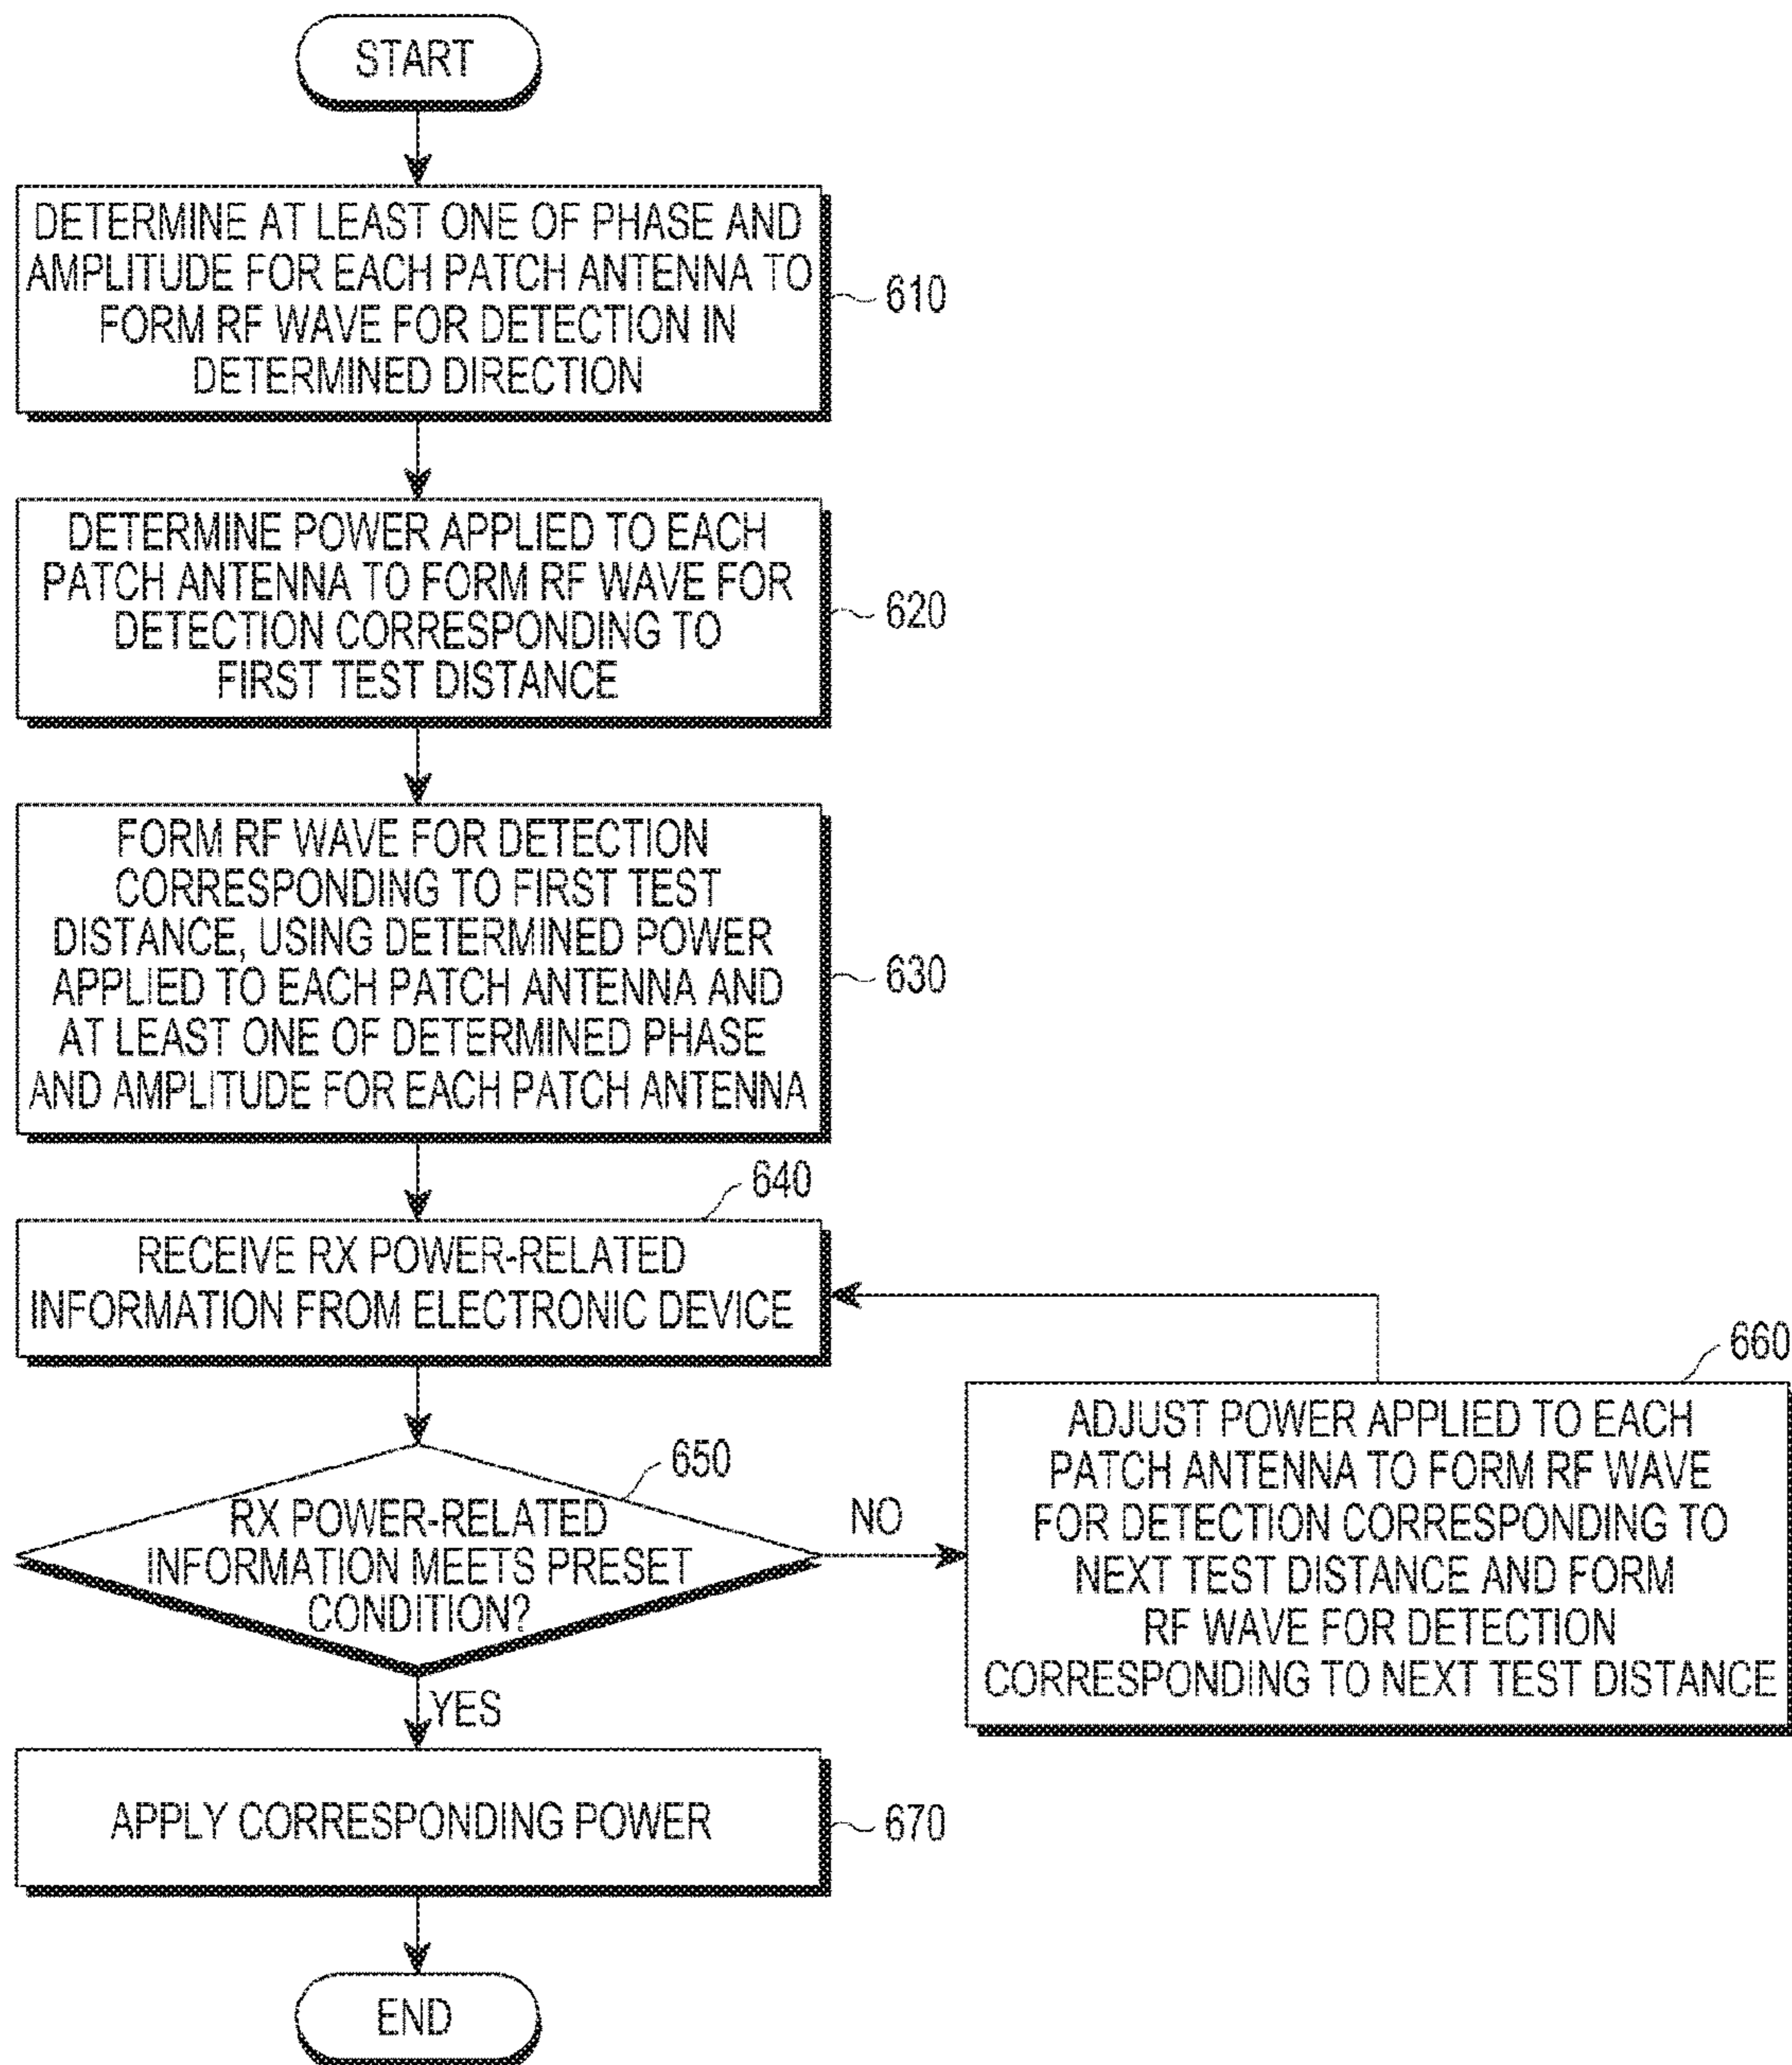 START
DETERMINE AT LEAST ONE OF PHASE AND
AMPLITUDE FOR EACH PATCH ANTENNA TO
FORM RF WAVE FOR DETECTION IN
DETERMINED DIRECTION
610
DETERMINE POWER APPLIED TO EACH
PATCH ANTENNA TO FORM RF WAVE FOR
DETECTION CORRESPONDING TO
FIRST TEST DISTANCE
620
FORM RF WAVE FOR DETECTION
CORRESPONDING TO FIRST TEST
DISTANCE, USING DETERMINED POWER
APPLIED TO EACH PATCH ANTENNA AND
AT LEAST ONE OF DETERMINED PHASE
AND AMPLITUDE FOR EACH PATCH ANTENNA
630
640
RECEIVE RX POWER-RELATED
INFORMATION FROM ELECTRONIC DEVICE
650
RX POWER-RELATED
INFORMATION MEETS PRESET
CONDITION?
NO
660
ADJUST POWER APPLIED TO EACH
PATCH ANTENNA TO FORM RF WAVE
FOR DETECTION CORRESPONDING TO
NEXT TEST DISTANCE AND FORM
RF WAVE FOR DETECTION
CORRESPONDING TO NEXT TEST DISTANCE
YES
APPLY CORRESPONDING POWER
670
END